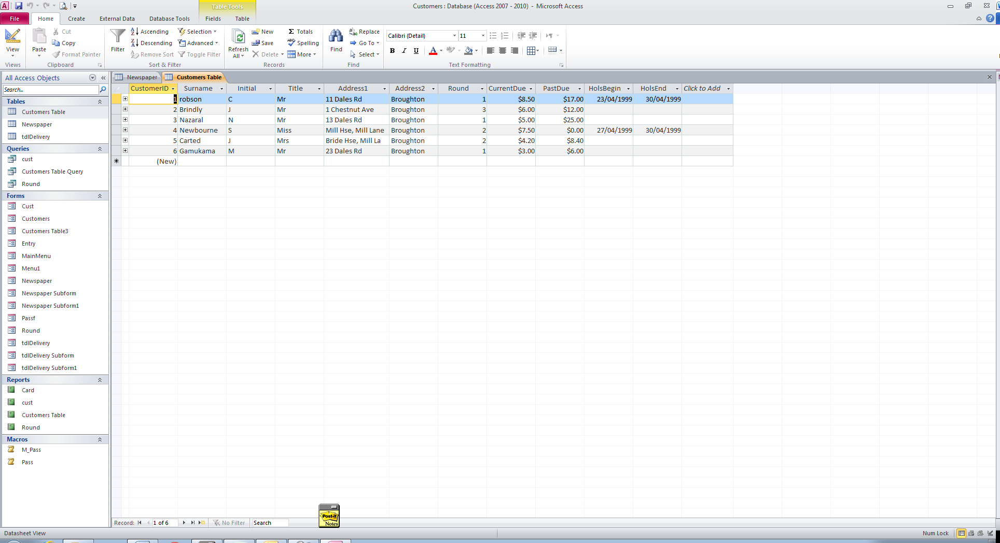 Table Tools
Customers : Database (Access 2007 - 2010) - Microsoft Access
File Home Create External Data Database Tools Fields Table
View
Views
Paste
Cut
Copy
Format Painter
Clipboard
Filter
Ascending
Descending
Remove Sort
Selection
Advanced
Toggle Filter
Sort & Filter
Refresh
All
New
Save
Delete
Totals
Spelling
More
Records
Find
Replace
Go To
Select
Find
Calibri (Detail) 11
B I U A
Text Formatting
All Access Objects
Search...
Tables
Customers Table
Newspaper
tdlDelivery
Queries
cust
Customers Table Query
Round
Forms
Cust
Customers
Customers Table3
Entry
MainMenu
Menu1
Newspaper
Newspaper Subform
Newspaper Subform1
Passf
Round
tdlDelivery
tdlDelivery Subform
tdlDelivery Subform1
Reports
Card
cust
Customers Table
Round
Macros
M_Pass
Pass
Newspaper Customers Table
CustomerID Surname Initial Title Address1 Address2 Round CurrentDue PastDue HolsBegin HolsEnd Click to Add
1 robson C Mr 11 Dales Rd Broughton 1 $8.50 $17.00 23/04/1999 30/04/1999
2 Brindly J Mr 1 Chestnut Ave Broughton 3 $6.00 $12.00
3 Nazaral N Mr 13 Dales Rd Broughton 1 $5.00 $25.00
4 Newbourne S Miss Mill Hse, Mill Lane Broughton 2 $7.50 $0.00 27/04/1999 30/04/1999
5 Carted J Mrs Bride Hse, Mill La Broughton 2 $4.20 $8.40
6 Gamukama M Mr 23 Dales Rd Broughton 1 $3.00 $6.00
(New)
Post-it
Notes
Record: 1 of 6 No Filter Search
Datasheet View Num Lock